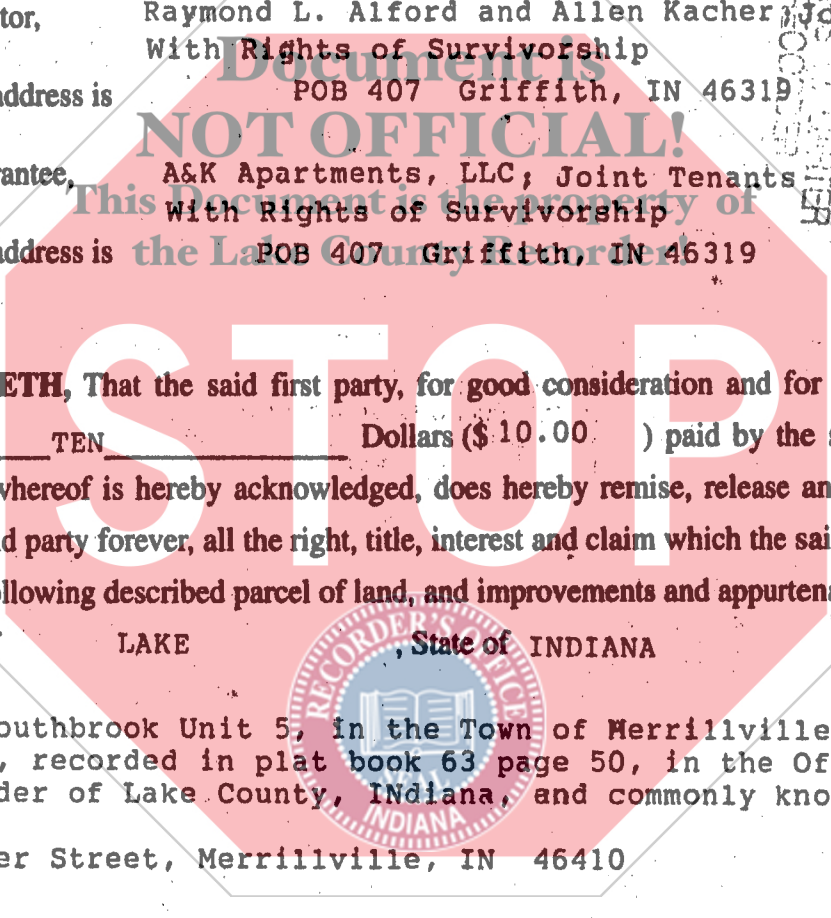 tor, Raymond L. Alford and Allen Kacher;
With Rights of Survivorship
Document is
address is POB 407 Griffith, IN 46319
NOT OFFICIAL!
rantee, A&K Apartments, LLC; Joint Tenants
This Document is the property of
With Rights of Survivorship
address is POB 407 Griffith, IN 46319
the Lake County Recorder!
STOP
ETH, That the said first party, for good consideration and for
TEN Dollars ($ 10.00 ) paid by the
whereof is hereby acknowledged, does hereby remise, release an
d party forever, all the right, title, interest and claim which the sai
ollowing described parcel of land, and improvements and appurtena
LAKE , State of INDIANA
RECORDER'S OFFICE
SEAL
INDIANA
outhbrook Unit 5, In the Town of Merrillville
, recorded in plat book 63 page 50, in the Of
der of Lake County, INdiana, and commonly kno
er Street, Merrillville, IN 46410